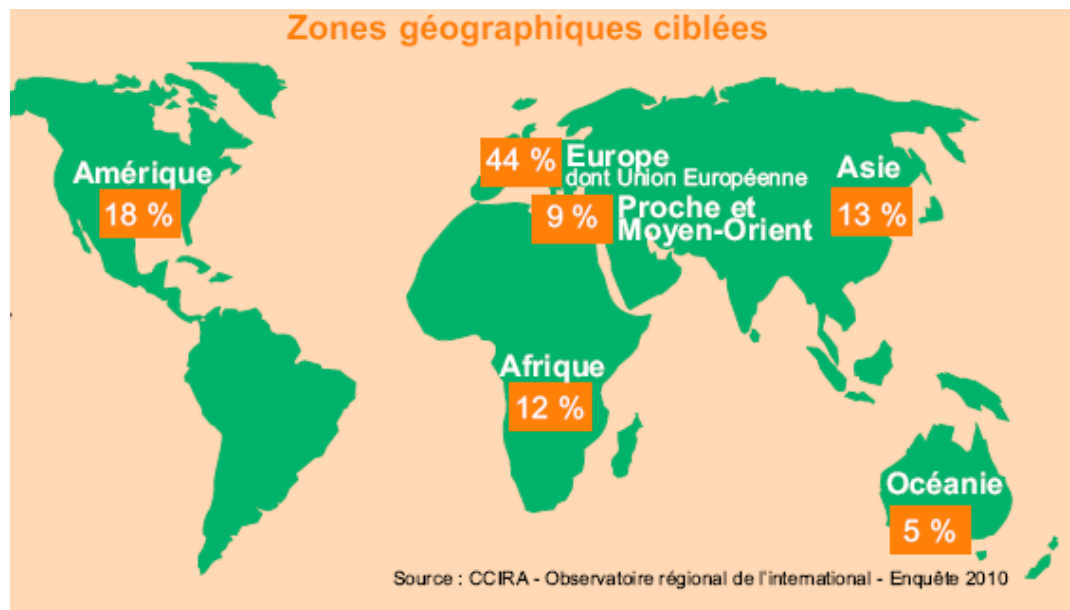 Zones géographiques ciblées
Amérique
18 %
44 %
Europe
dont Union Européenne
9 %
Proche et
Moyen-Orient
Asie
13 %
Afrique
12 %
Océanie
5 %
Source : CCIRA - Observatoire régional de l'international - Enquête 2010